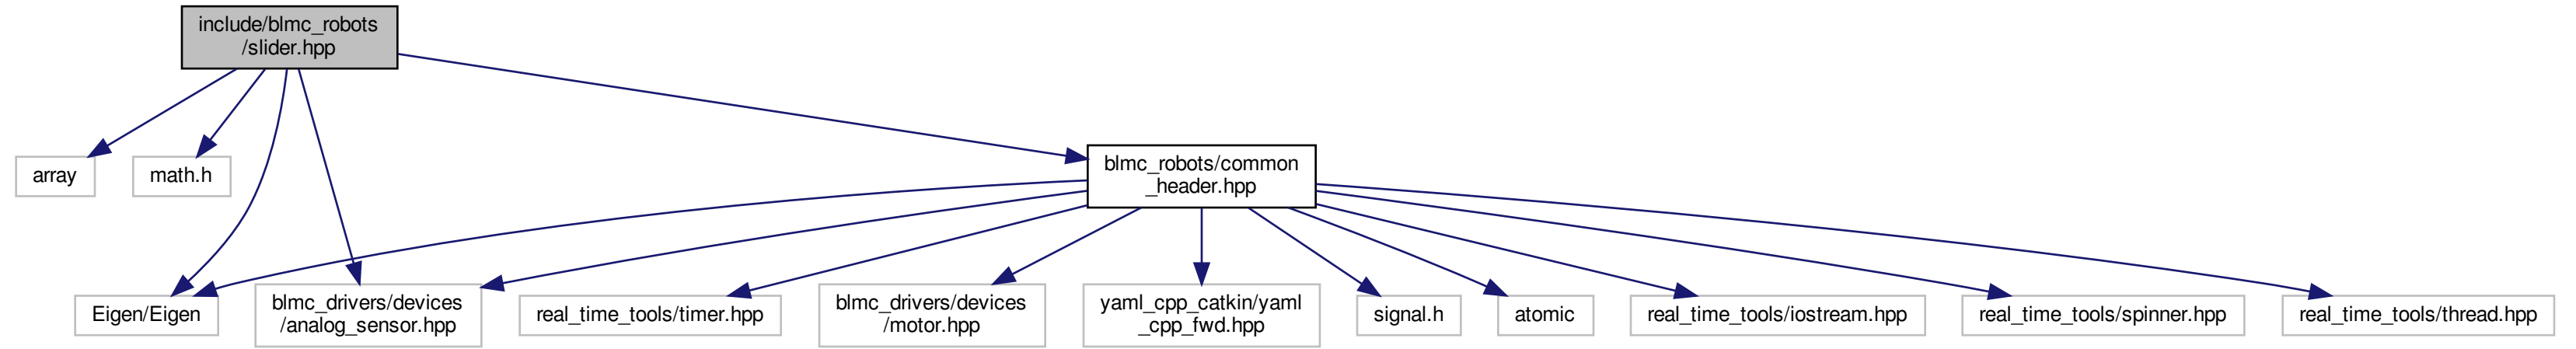 include/blmc_robots
/slider.hpp
array
math.h
blmc_robots/common
_header.hpp
Eigen/Eigen
blmc_drivers/devices
/analog_sensor.hpp
real_time_tools/timer.hpp
blmc_drivers/devices
/motor.hpp
yaml_cpp_catkin/yaml
_cpp_fwd.hpp
signal.h
atomic
real_time_tools/iostream.hpp
real_time_tools/spinner.hpp
real_time_tools/thread.hpp